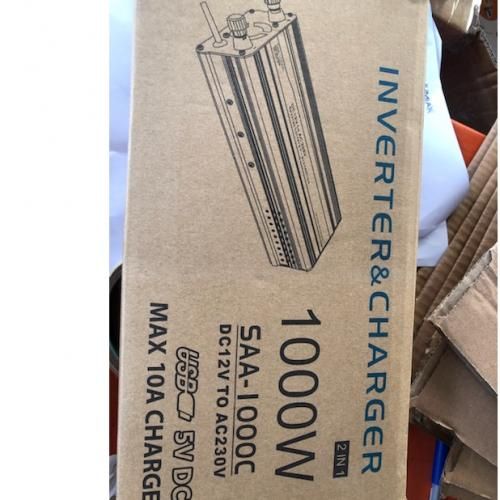 INVERTER&CHARGER
2 IN 1
1000W
SAA-1000C
DC12V TO AC230V
USB 5V DC
MAX 10A CHARGE